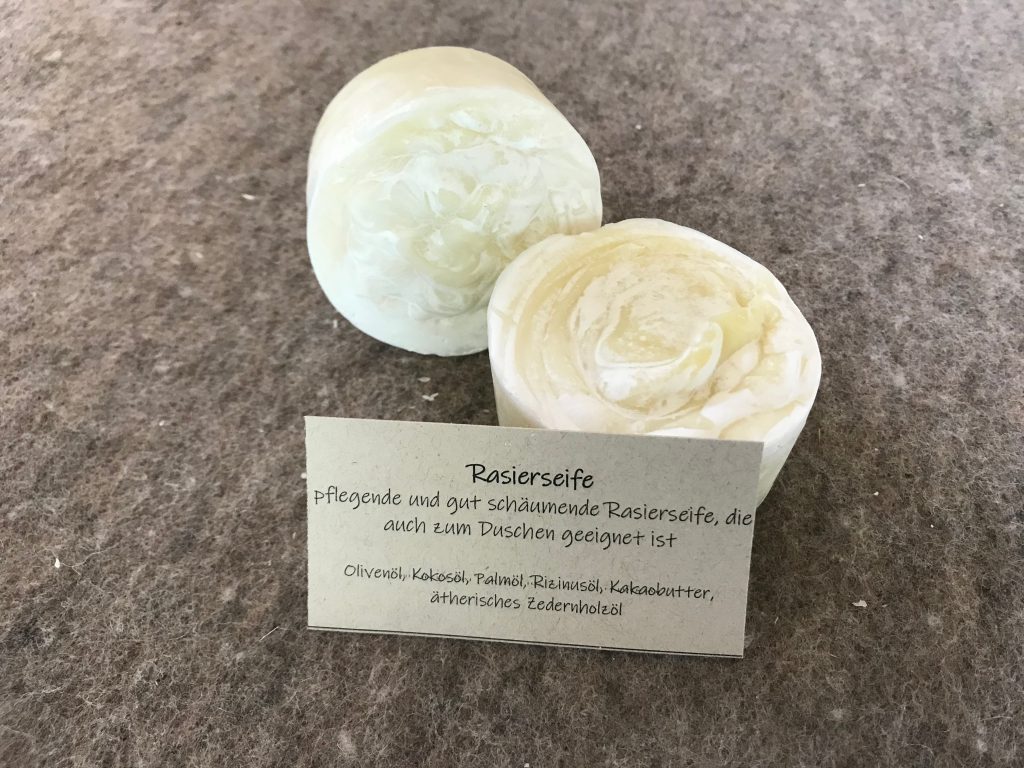 Rasierseife
pflegende und gut schäumende Rasierseife, die
auch zum Duschen geeignet ist
Olivenöl, Kokosöl, Palmöl, Rizinusöl, Kakaobutter,
ätherisches Zedernholzöl